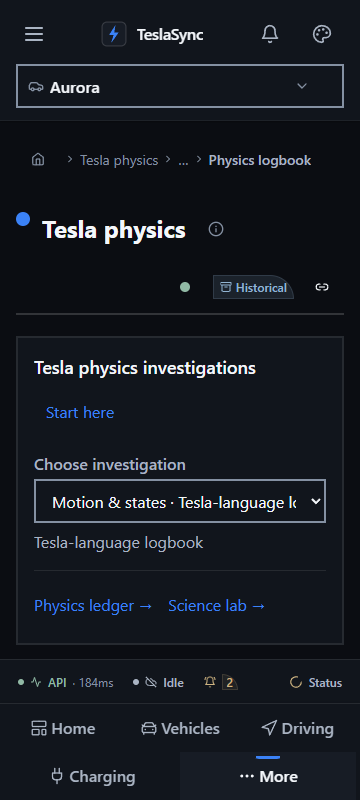 TeslaSync
Aurora
Tesla physics
...
Physics logbook
Tesla physics
Historical
Tesla physics investigations
Start here
Choose investigation
Motion & states · Tesla-language lo
Tesla-language logbook
Physics ledger → Science lab →
API · 184ms Idle 2 Status
Home Vehicles Driving
Charging ··· More